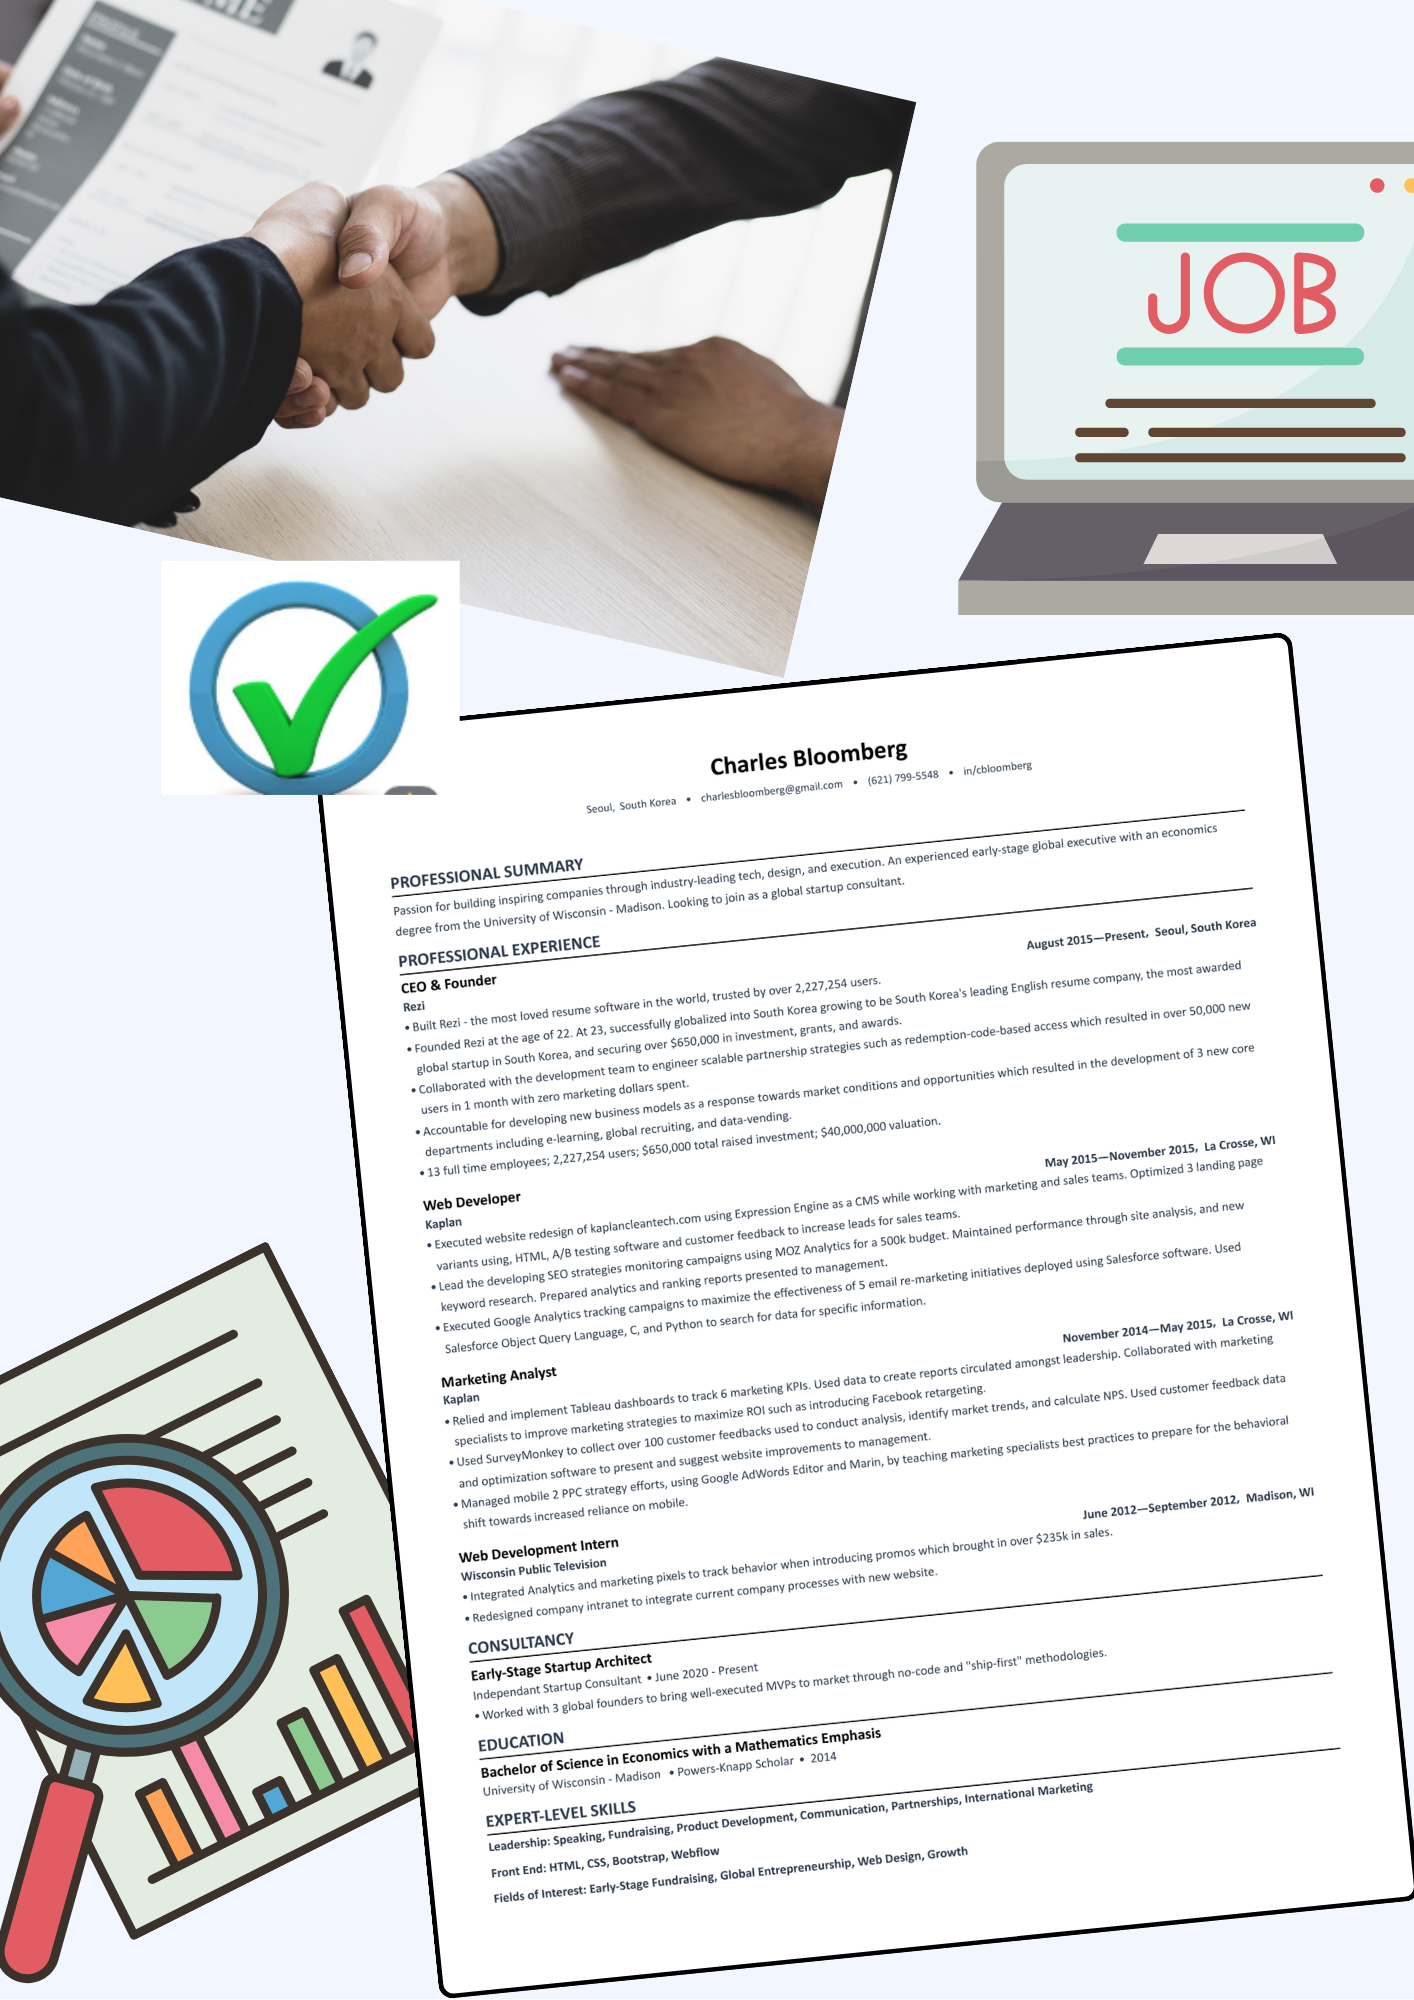 ME
JOB
Charles Bloomberg
Seoul, South Korea • charlesbloomberg@gmail.com • (621) 799-5548 • in/cbloomberg
PROFESSIONAL SUMMARY
Passion for building inspiring companies through industry-leading tech, design, and execution. An experienced early-stage global executive with an economics
degree from the University of Wisconsin - Madison. Looking to join as a global startup consultant.
PROFESSIONAL EXPERIENCE
August 2015—Present, Seoul, South Korea
CEO & Founder
Rezi
• Built Rezi - the most loved resume software in the world, trusted by over 2,227,254 users.
• Founded Rezi at the age of 22. At 23, successfully globalized into South Korea growing to be South Korea's leading English resume company, the most awarded
global startup in South Korea, and securing over $650,000 in investment, grants, and awards.
• Collaborated with the development team to engineer scalable partnership strategies such as redemption-code-based access which resulted in over 50,000 new
users in 1 month with zero marketing dollars spent.
• Accountable for developing new business models as a response towards market conditions and opportunities which resulted in the development of 3 new core
departments including e-learning, global recruiting, and data-vending.
• 13 full time employees; 2,227,254 users; $650,000 total raised investment; $40,000,000 valuation.
May 2015—November 2015, La Crosse, WI
Web Developer
Kaplan
• Executed website redesign of kaplancleantech.com using Expression Engine as a CMS while working with marketing and sales teams. Optimized 3 landing page
variants using, HTML, A/B testing software and customer feedback to increase leads for sales teams.
• Lead the developing SEO strategies monitoring campaigns using MOZ Analytics for a 500k budget. Maintained performance through site analysis, and new
keyword research. Prepared analytics and ranking reports presented to management.
• Executed Google Analytics tracking campaigns to maximize the effectiveness of 5 email re-marketing initiatives deployed using Salesforce software. Used
Salesforce Object Query Language, C, and Python to search for data for specific information.
November 2014—May 2015, La Crosse, WI
Marketing Analyst
Kaplan
• Relied and implement Tableau dashboards to track 6 marketing KPIs. Used data to create reports circulated amongst leadership. Collaborated with marketing
specialists to improve marketing strategies to maximize ROI such as introducing Facebook retargeting.
• Used SurveyMonkey to collect over 100 customer feedbacks used to conduct analysis, identify market trends, and calculate NPS. Used customer feedback data
and optimization software to present and suggest website improvements to management.
• Managed mobile 2 PPC strategy efforts, using Google AdWords Editor and Marin, by teaching marketing specialists best practices to prepare for the behavioral
shift towards increased reliance on mobile.
June 2012—September 2012, Madison, WI
Web Development Intern
Wisconsin Public Television
• Integrated Analytics and marketing pixels to track behavior when introducing promos which brought in over $235k in sales.
• Redesigned company intranet to integrate current company processes with new website.
CONSULTANCY
Early-Stage Startup Architect
Independant Startup Consultant • June 2020 - Present
• Worked with 3 global founders to bring well-executed MVPs to market through no-code and "ship-first" methodologies.
EDUCATION
Bachelor of Science in Economics with a Mathematics Emphasis
University of Wisconsin - Madison • Powers-Knapp Scholar • 2014
EXPERT-LEVEL SKILLS
Leadership: Speaking, Fundraising, Product Development, Communication, Partnerships, International Marketing
Front End: HTML, CSS, Bootstrap, Webflow
Fields of Interest: Early-Stage Fundraising, Global Entrepreneurship, Web Design, Growth